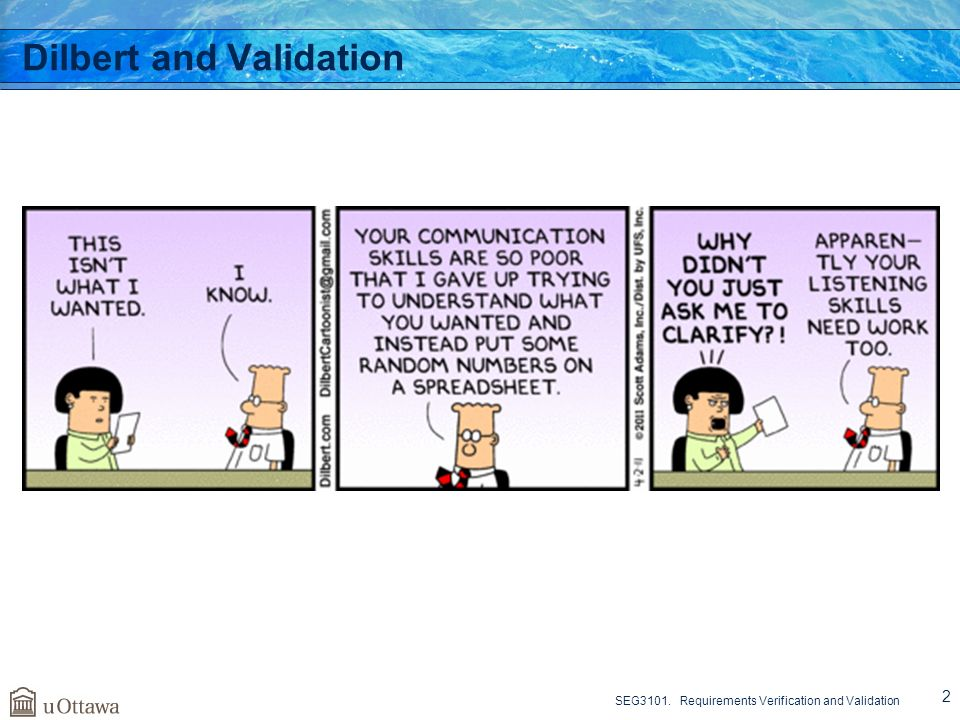 Dilbert and Validation
THIS
ISN'T
WHAT I
WANTED.
I
KNOW.
Dilbert.com DilbertCartoonist@gmail.com
YOUR COMMUNICATION
SKILLS ARE SO POOR
THAT I GAVE UP TRYING
TO UNDERSTAND WHAT
YOU WANTED AND
INSTEAD PUT SOME
RANDOM NUMBERS ON
A SPREADSHEET.
4-2-11 ©2011 Scott Adams, Inc./Dist. by UFS, Inc.
WHY
DIDN'T
YOU JUST
ASK ME TO
CLARIFY?!
APPAREN-
TLY YOUR
LISTENING
SKILLS
NEED WORK
TOO.
uOttawa
SEG3101. Requirements Verification and Validation
2